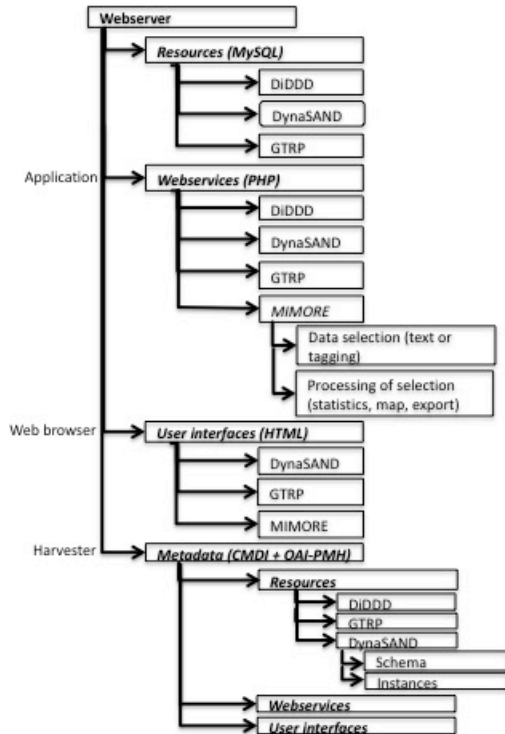 Webserver
Resources (MySQL)
DiDDD
DynaSAND
GTRP
Application
Webservices (PHP)
DiDDD
DynaSAND
GTRP
MIMORE
Data selection (text or
tagging)
Processing of selection
(statistics, map, export)
Web browser
User interfaces (HTML)
DynaSAND
GTRP
MIMORE
Harvester
Metadata (CMDI + OAI-PMH)
Resources
DiDDD
GTRP
DynaSAND
Schema
Instances
Webservices
User interfaces